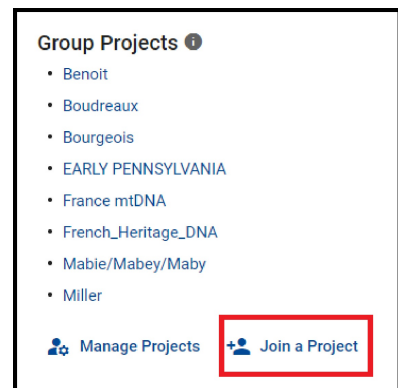 Group Projects
• Benoit
• Boudreaux
• Bourgeois
• EARLY PENNSYLVANIA
• France mtDNA
• French_Heritage_DNA
• Mabie/Mabey/Maby
• Miller
Manage Projects Join a Project